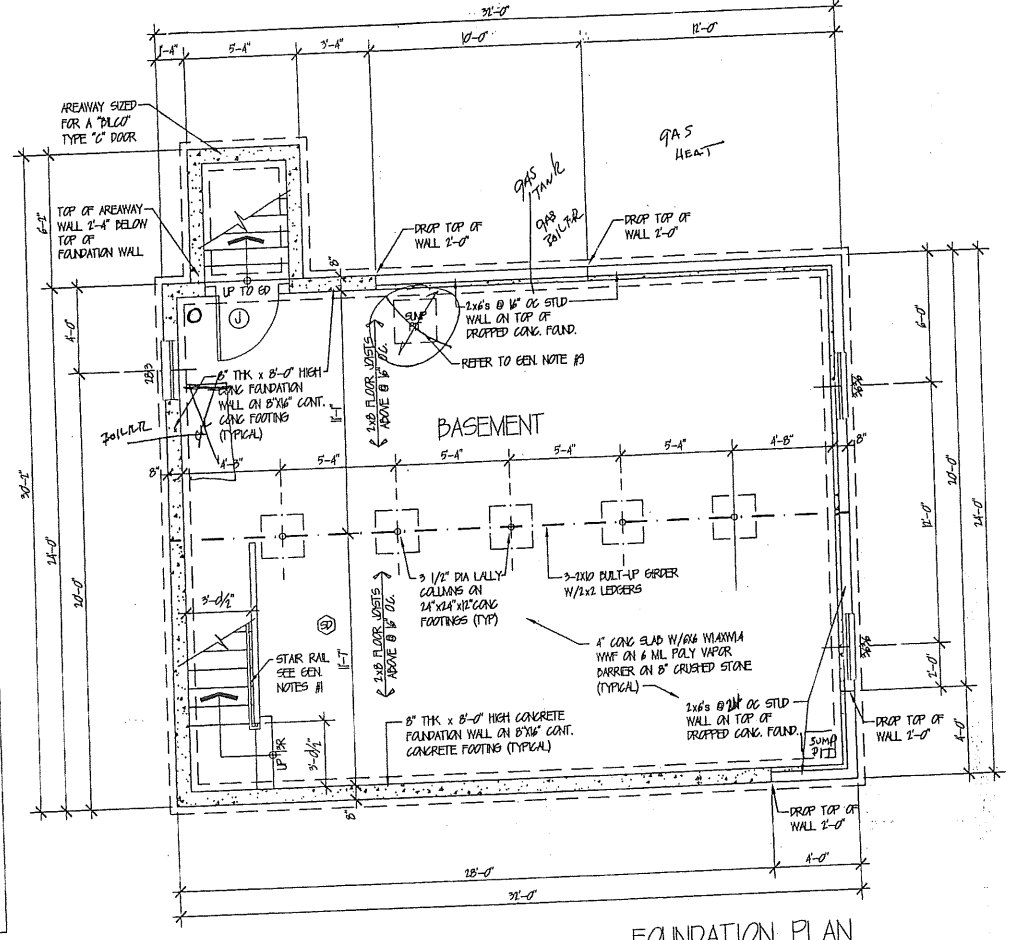 32'-0"
1'-4"
5'-4"
3'-4"
10'-0"
12'-0"
AREAWAY SIZED
FOR A "BILCO"
TYPE "C" DOOR
GAS
HEAT
GAS
TANK
GAS
BOILER
6'-2"
TOP OF AREAWAY
WALL 2'-4" BELOW
TOP OF
FOUNDATION WALL
DROP TOP OF
WALL 2'-0"
DROP TOP OF
WALL 2'-0"
8"
UP TO GD
J
2x6's @ 16" OC STUD
WALL ON TOP OF
DROPPED CONC. FOUND.
SUMP
PIT
REFER TO GEN. NOTE #9
4'-0"
6'-0"
2813
8" THK x 8'-0" HIGH
CONC FOUNDATION
WALL ON 8"X16" CONT.
CONC FOOTING
(TYPICAL)
2x8 FLOOR JOISTS
ABOVE @ 16" O.C.
11'-1"
BASEMENT
BOILER
8"
4'-8"
5'-4"
5'-4"
5'-4"
5'-4"
4'-8"
8"
30'-2"
24'-0"
20'-0"
12'-0"
20'-0"
24'-0"
3 1/2" DIA LALLY
COLUMNS ON
24"x24"x12"CONC
FOOTINGS (TYP)
3-2X10 BUILT-UP GIRDER
W/2x2 LEDGERS
3'-0½"
SD
2x8 FLOOR JOISTS
ABOVE @ 16" O.C.
11'-7"
4" CONC SLAB W/6X6 W1.4XW1.4
WWF ON 6 MIL POLY VAPOR
BARRIER ON 8" CRUSHED STONE
(TYPICAL)
STAIR RAIL
SEE GEN.
NOTES #1
2'-0"
2x6's @ 24" OC STUD
WALL ON TOP OF
DROPPED CONC. FOUND.
DROP TOP OF
WALL 2'-0"
4'-0"
8" THK x 8'-0" HIGH CONCRETE
FOUNDATION WALL ON 8"X16" CONT.
CONCRETE FOOTING (TYPICAL)
UP 13R
3'-0½"
SUMP
PIT
8"
DROP TOP OF
WALL 2'-0"
28'-0"
4'-0"
32'-0"
FOUNDATION PLAN